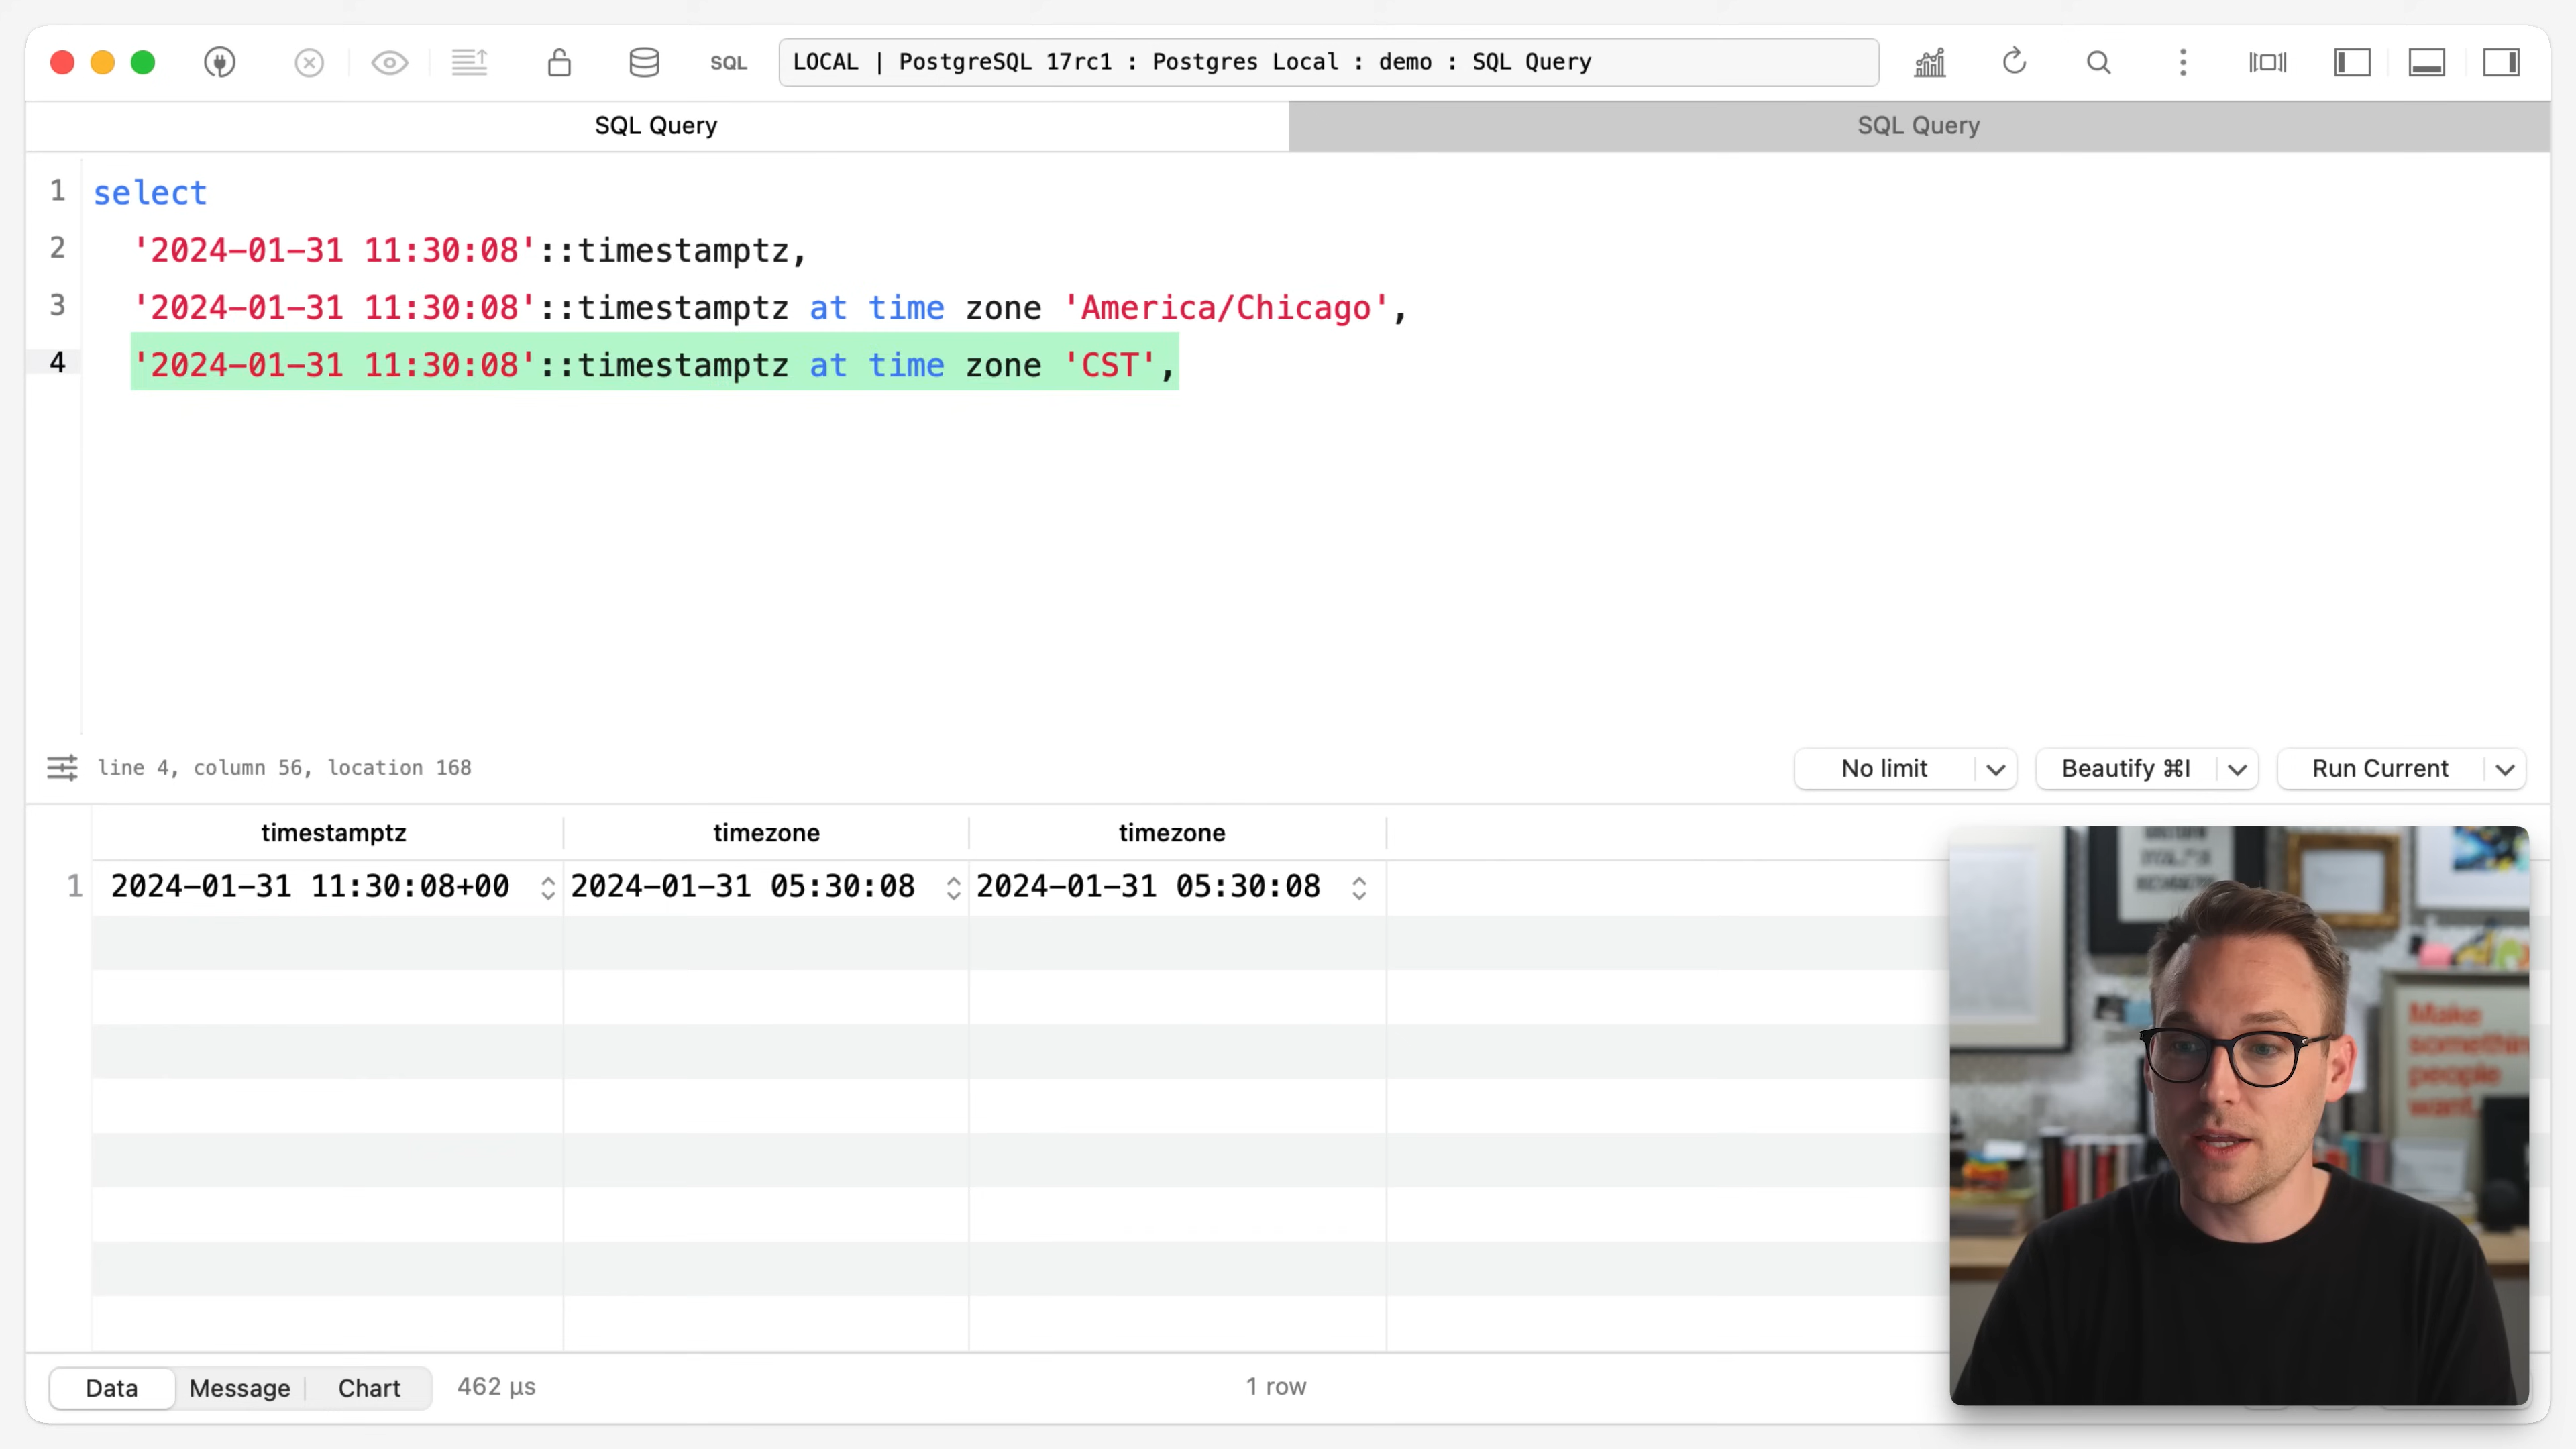 SQL
LOCAL | PostgreSQL 17rc1 : Postgres Local : demo : SQL Query
SQL Query
SQL Query
1 select
2 '2024-01-31 11:30:08'::timestamptz,
3 '2024-01-31 11:30:08'::timestamptz at time zone 'America/Chicago',
4 '2024-01-31 11:30:08'::timestamptz at time zone 'CST',
line 4, column 56, location 168
No limit
Beautify ⌘I
Run Current
timestamptz timezone timezone
1 2024-01-31 11:30:08+00 2024-01-31 05:30:08 2024-01-31 05:30:08
Make
somethin
people
want.
Data Message Chart 462 µs 1 row